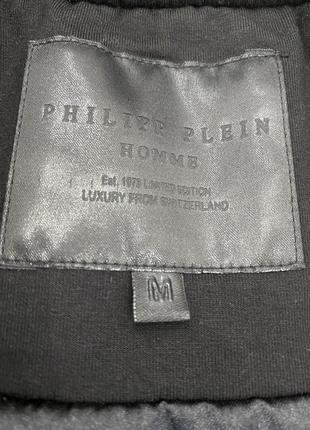 PHILIPP PLEIN
HOMME
Est. 1978 LIMITED EDITION
LUXURY FROM SWITZERLAND
M